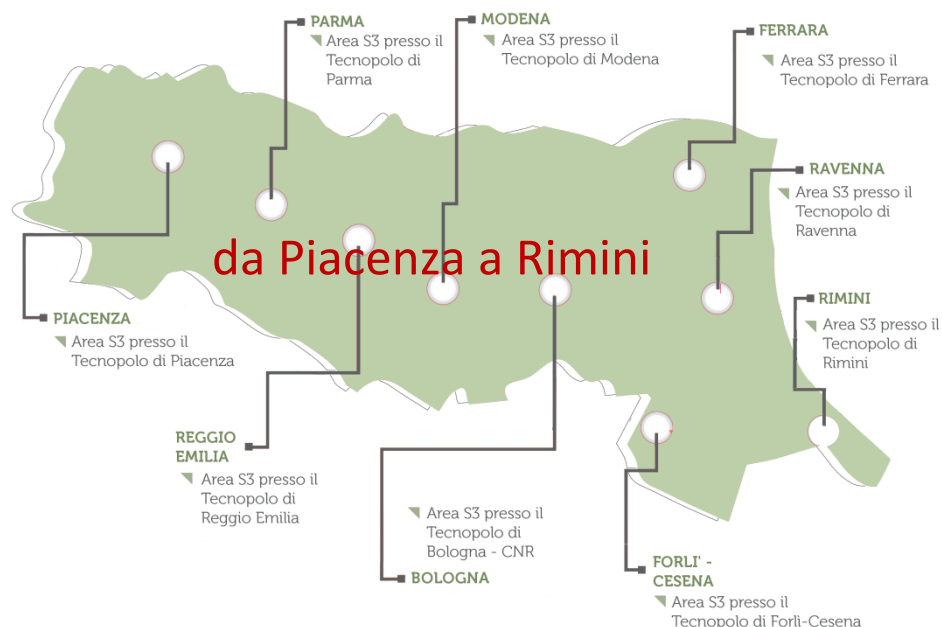 PARMA
Area S3 presso il
Tecnopolo di
Parma
MODENA
Area S3 presso il
Tecnopolo di Modena
FERRARA
Area S3 presso il
Tecnopolo di Ferrara
RAVENNA
Area S3 presso il
Tecnopolo di
Ravenna
da Piacenza a Rimini
PIACENZA
Area S3 presso il
Tecnopolo di Piacenza
RIMINI
Area S3 presso il
Tecnopolo di
Rimini
REGGIO
EMILIA
Area S3 presso il
Tecnopolo di
Reggio Emilia
Area S3 presso il
Tecnopolo di
Bologna - CNR
BOLOGNA
FORLI' -
CESENA
Area S3 presso il
Tecnopolo di Forlì-Cesena